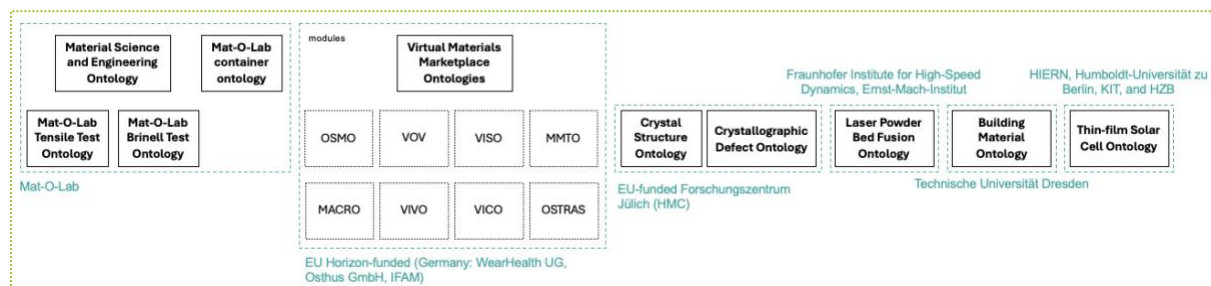 Material Science
and Engineering
Ontology
Mat-O-Lab
container
ontology
Mat-O-Lab
Tensile Test
Ontology
Mat-O-Lab
Brinell Test
Ontology
Mat-O-Lab
modules
Virtual Materials
Marketplace
Ontologies
OSMO
VOV
VISO
MMTO
MACRO
VIVO
VICO
OSTRAS
EU Horizon-funded (Germany: WearHealth UG,
Osthus GmbH, IFAM)
Crystal
Structure
Ontology
Crystallographic
Defect Ontology
EU-funded Forschungszentrum
Jülich (HMC)
Fraunhofer Institute for High-Speed
Dynamics, Ernst-Mach-Institut
Laser Powder
Bed Fusion
Ontology
Building
Material
Ontology
Technische Universität Dresden
HIERN, Humboldt-Universität zu
Berlin, KIT, and HZB
Thin-film Solar
Cell Ontology